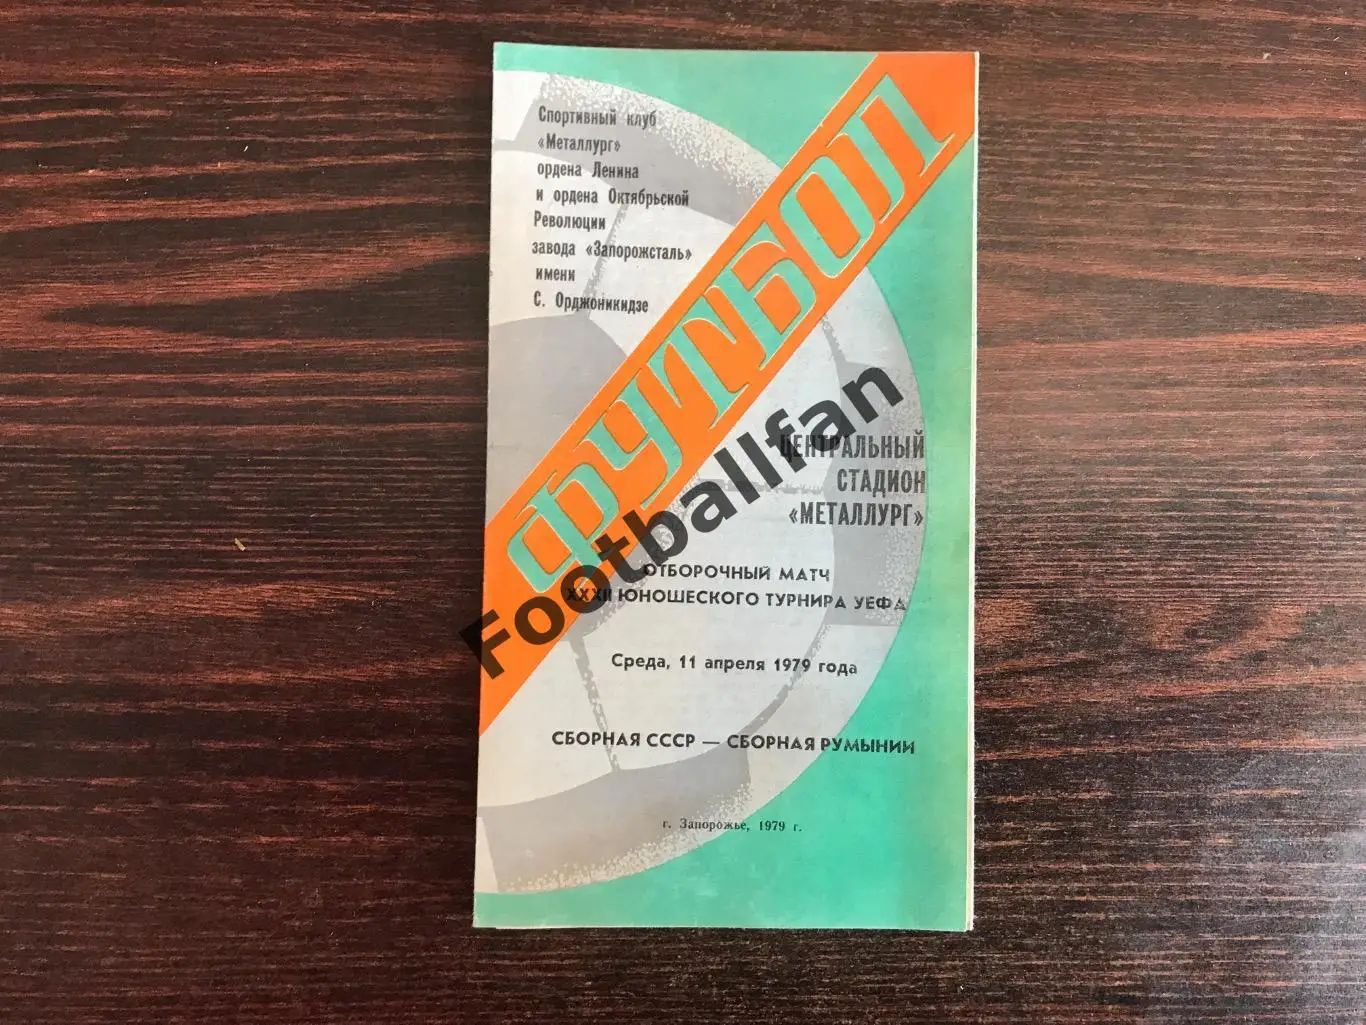 Спортивный клуб
«Металлург»
ордена Ленина
и ордена Октябрьской
Революции
завода «Запорожсталь»
имени
С. Орджоникидзе
ФУТБОЛ
ЦЕНТРАЛЬНЫЙ
СТАДИОН
«МЕТАЛЛУРГ»
Footballfan
ОТБОРОЧНЫЙ МАТЧ
XXXII ЮНОШЕСКОГО ТУРНИРА УЕФА
Среда, 11 апреля 1979 года
СБОРНАЯ СССР — СБОРНАЯ РУМЫНИИ
г. Запорожье, 1979 г.